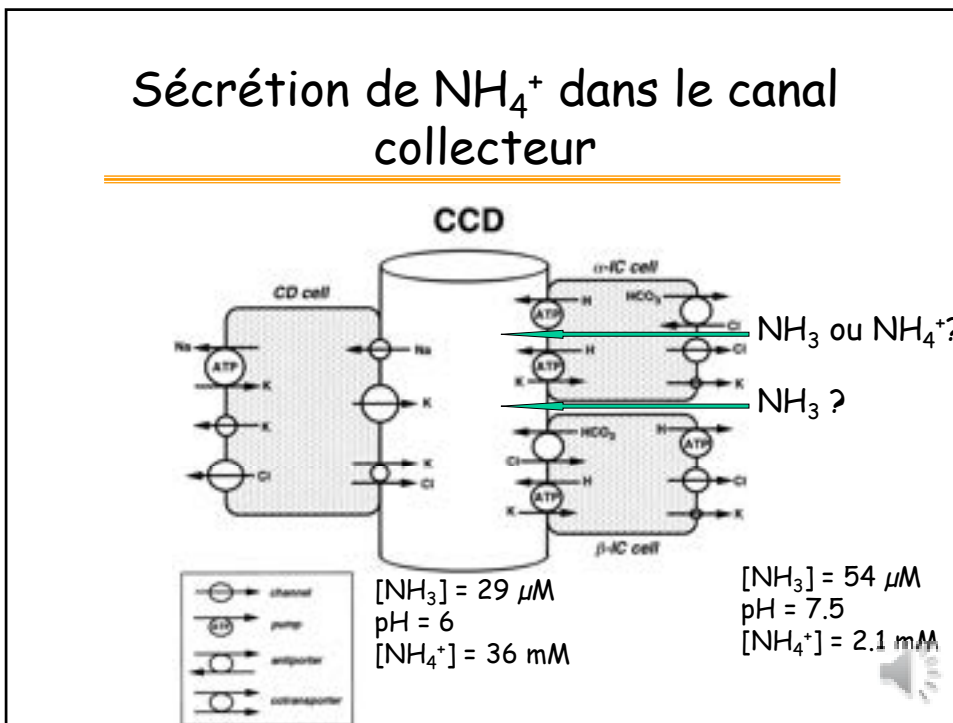 Sécrétion de NH₄⁺ dans le canal
collecteur
CCD
CD cell
Na
ATP
K
K
Cl
Na
K
K
Cl
α-IC cell
H
ATP
H
ATP
K
HCO₃
Cl
Cl
K
NH₃ ou NH₄⁺?
NH₃ ?
HCO₃
Cl
H
ATP
K
H
ATP
Cl
K
β-IC cell
channel
ATP pump
antiporter
cotransporter
[NH₃] = 29 µM
pH = 6
[NH₄⁺] = 36 mM
[NH₃] = 54 µM
pH = 7.5
[NH₄⁺] = 2.1 mM